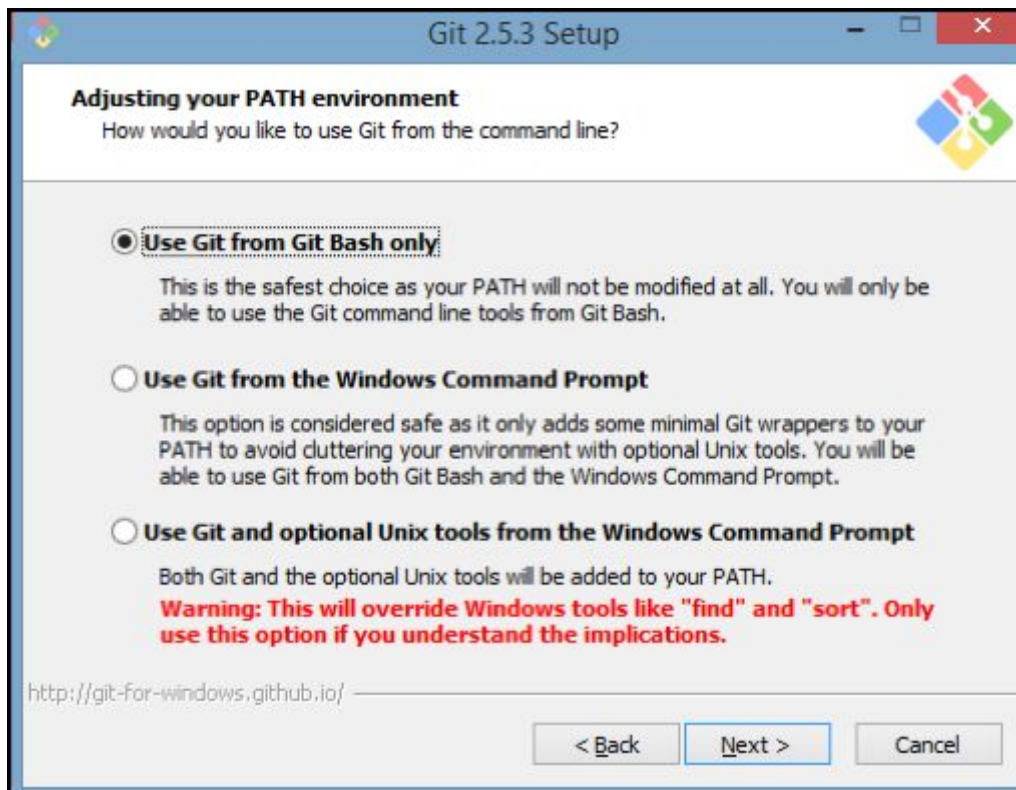 Git 2.5.3 Setup
Adjusting your PATH environment
How would you like to use Git from the command line?
Use Git from Git Bash only
This is the safest choice as your PATH will not be modified at all. You will only be
able to use the Git command line tools from Git Bash.
Use Git from the Windows Command Prompt
This option is considered safe as it only adds some minimal Git wrappers to your
PATH to avoid cluttering your environment with optional Unix tools. You will be
able to use Git from both Git Bash and the Windows Command Prompt.
Use Git and optional Unix tools from the Windows Command Prompt
Both Git and the optional Unix tools will be added to your PATH.
Warning: This will override Windows tools like "find" and "sort". Only
use this option if you understand the implications.
http://git-for-windows.github.io/
< Back Next > Cancel